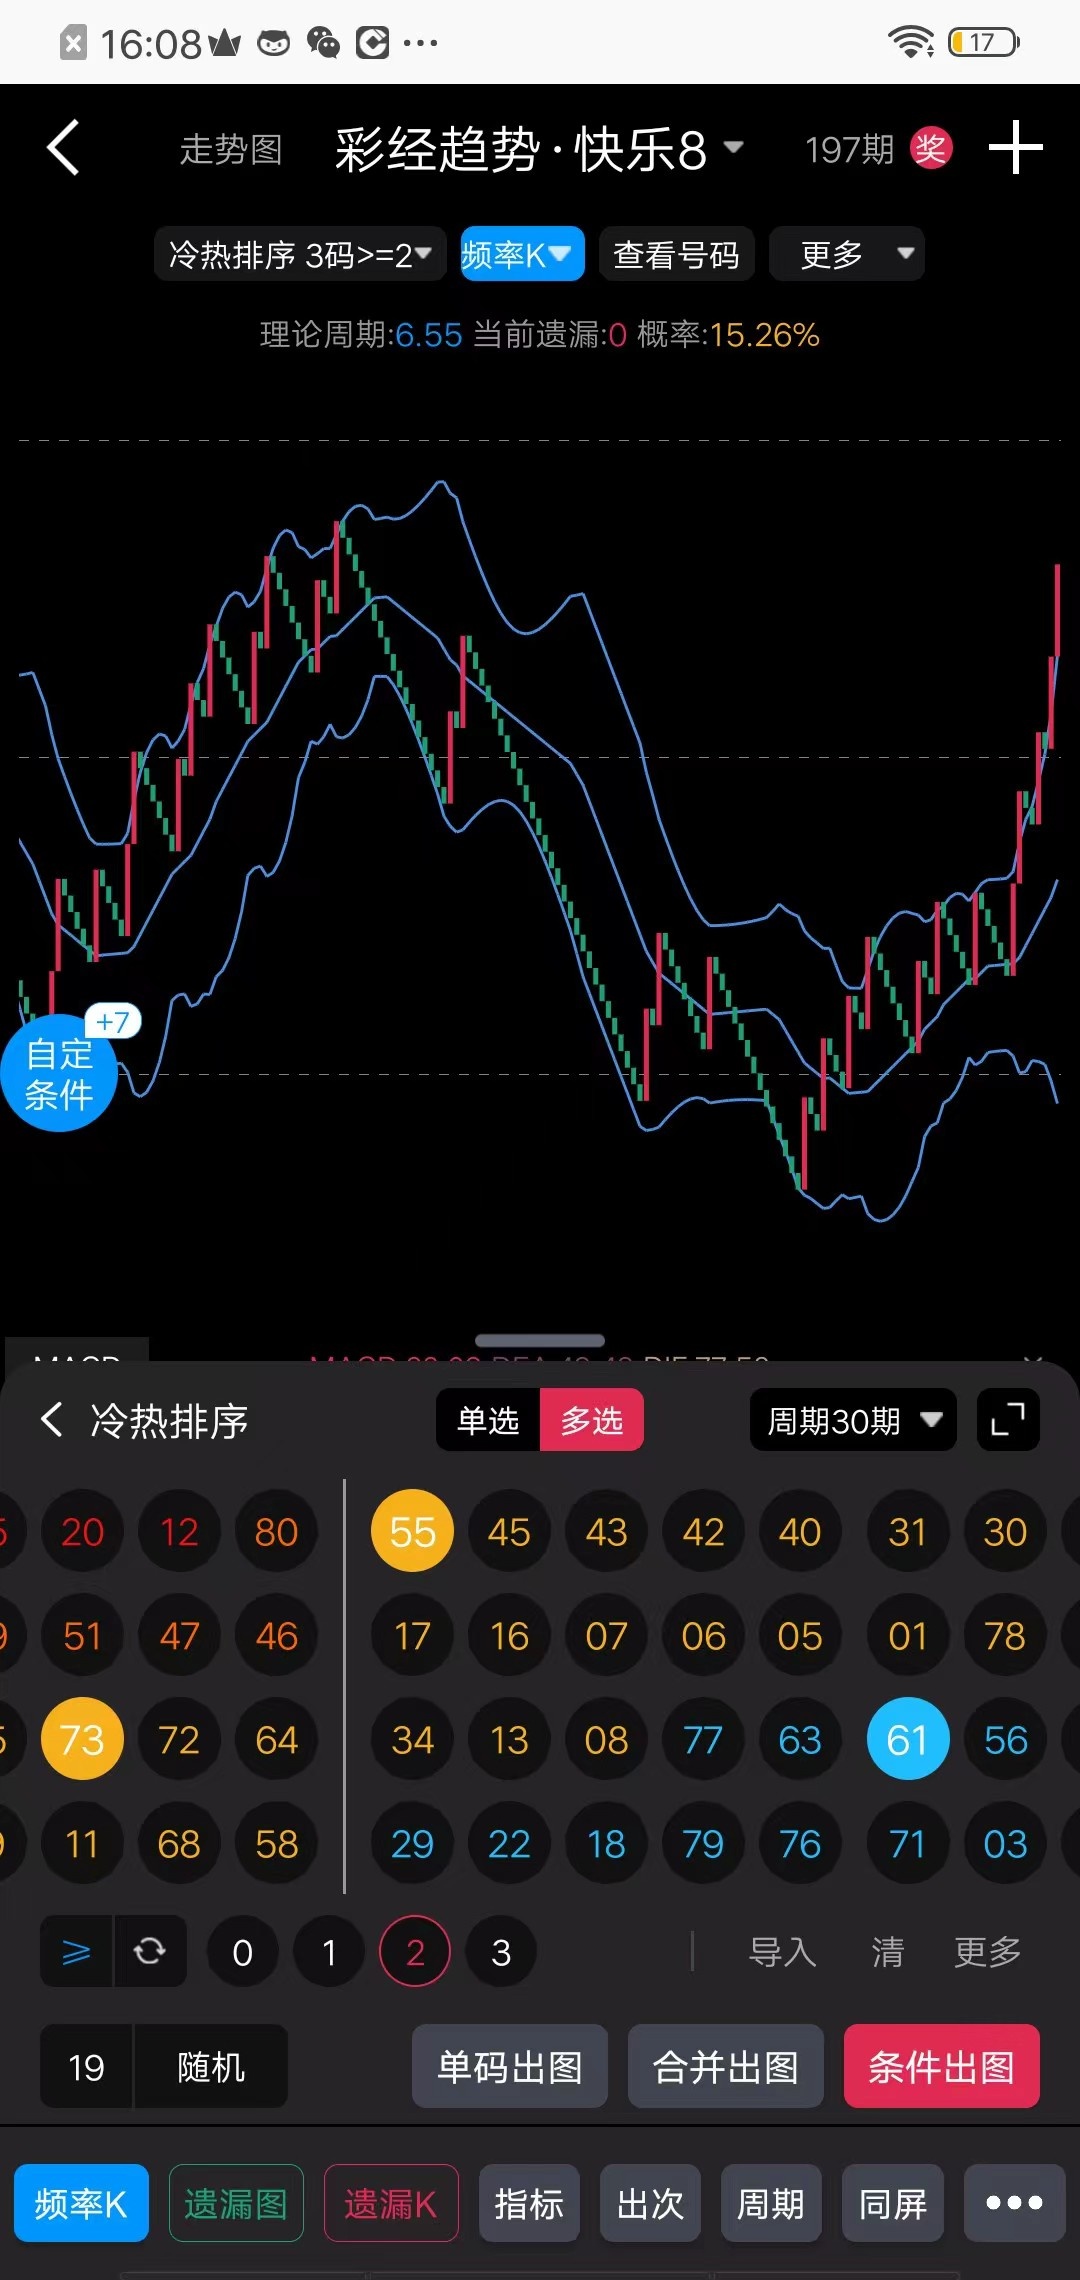 16:08 17
走势图 彩经趋势·快乐8 197期 奖
冷热排序 3码>=2 频率K 查看号码 更多
理论周期:6.55 当前遗漏:0 概率:15.26%
+7
自定
条件
冷热排序 单选 多选 周期30期
20 12 80 55 45 43 42 40 31 30
51 47 46 17 16 07 06 05 01 78
73 72 64 34 13 08 77 63 61 56
11 68 58 29 22 18 79 76 71 03
≥ 0 1 2 3 导入 清 更多
19 随机 单码出图 合并出图 条件出图
频率K 遗漏图 遗漏K 指标 出次 周期 同屏 •••